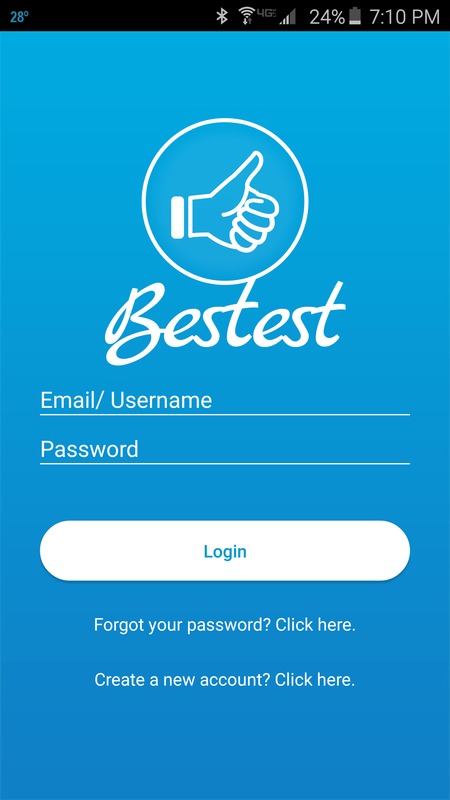 28° 4G 24% 7:10 PM
Bestest
Email/ Username
Password
Login
Forgot your password? Click here.
Create a new account? Click here.